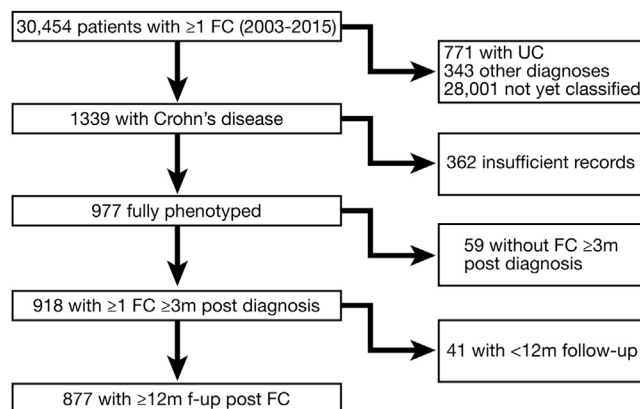 30,454 patients with ≥1 FC (2003-2015)
771 with UC
343 other diagnoses
28,001 not yet classified
1339 with Crohn's disease
362 insufficient records
977 fully phenotyped
59 without FC ≥3m
post diagnosis
918 with ≥1 FC ≥3m post diagnosis
41 with <12m follow-up
877 with ≥12m f-up post FC